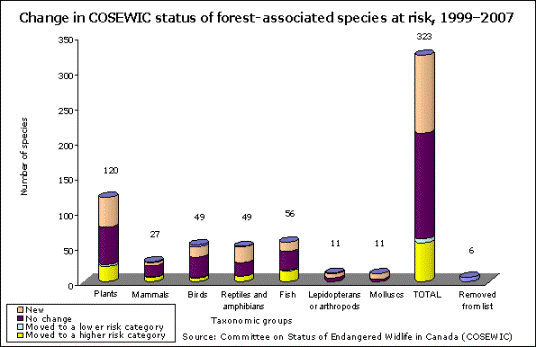 Change in COSEWIC status of forest-associated species at risk, 1999–2007
Number of species
350
300
250
200
150
100
50
0
120
27
49
49
56
11
11
323
6
Plants
Mammals
Birds
Reptiles and
amphibians
Fish
Lepidopterans
or arthropods
Molluscs
TOTAL
Removed
from list
Taxonomic groups
New
No change
Moved to a lower risk category
Moved to a higher risk category
Source: Committee on Status of Endangered Widlife in Canada (COSEWIC)